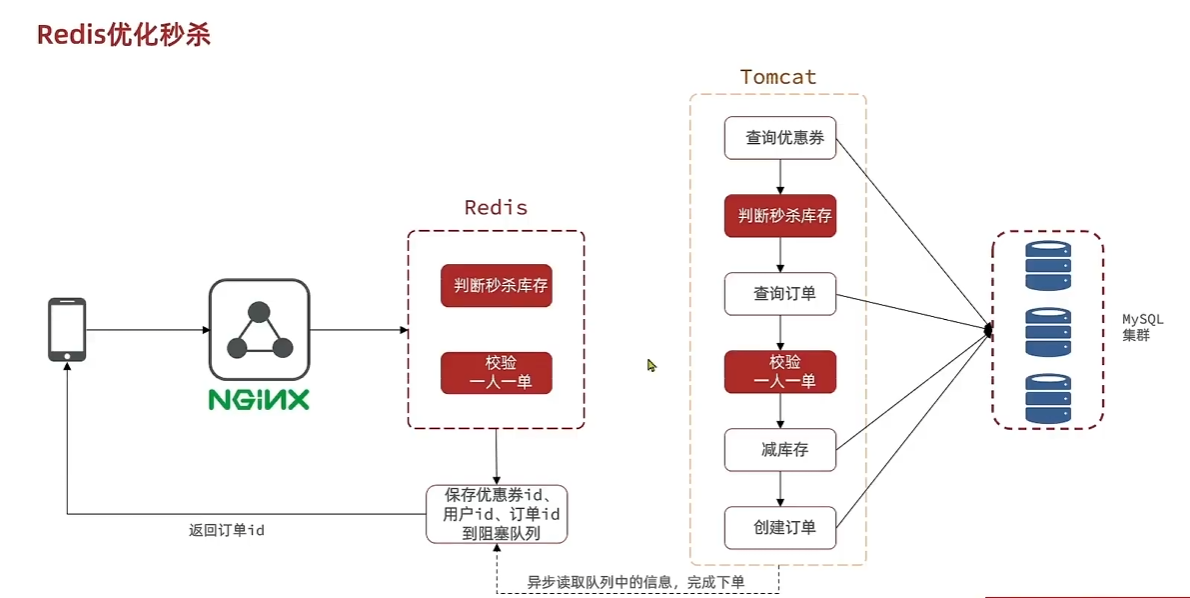 Redis优化秒杀
Tomcat
查询优惠券
判断秒杀库存
查询订单
校验
一人一单
减库存
创建订单
Redis
判断秒杀库存
校验
一人一单
NGINX
保存优惠券id、
用户id、订单id
到阻塞队列
返回订单id
异步读取队列中的信息，完成下单
MySQL
集群